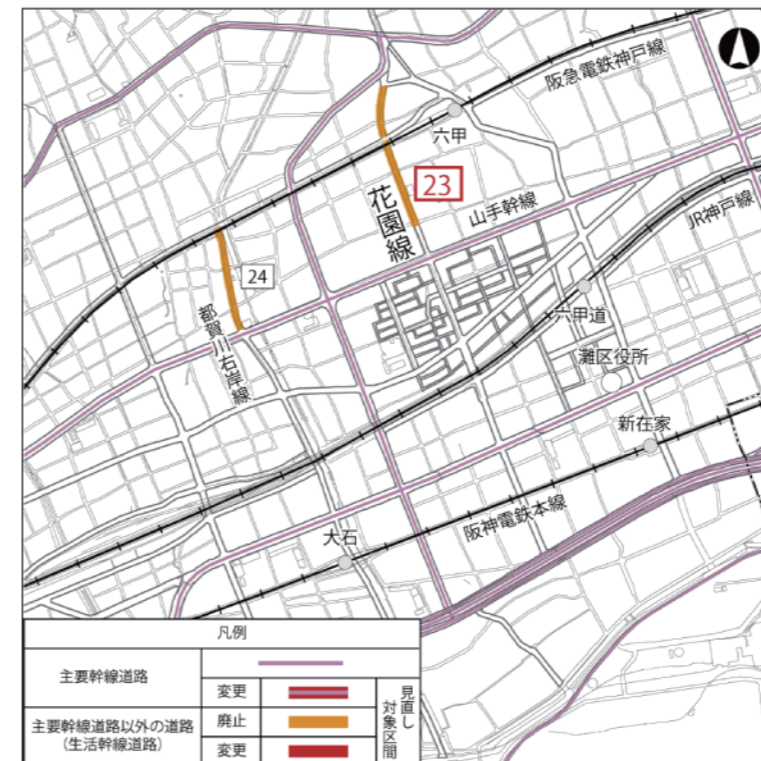 阪急電鉄神戸線
六甲
23
花園線
山手幹線
JR神戸線
24
都賀川右岸線
六甲道
灘区役所
新在家
阪神電鉄本線
大石
凡例
主要幹線道路
変更
主要幹線道路以外の道路
(生活幹線道路)
廃止
変更
見直し
対象区間